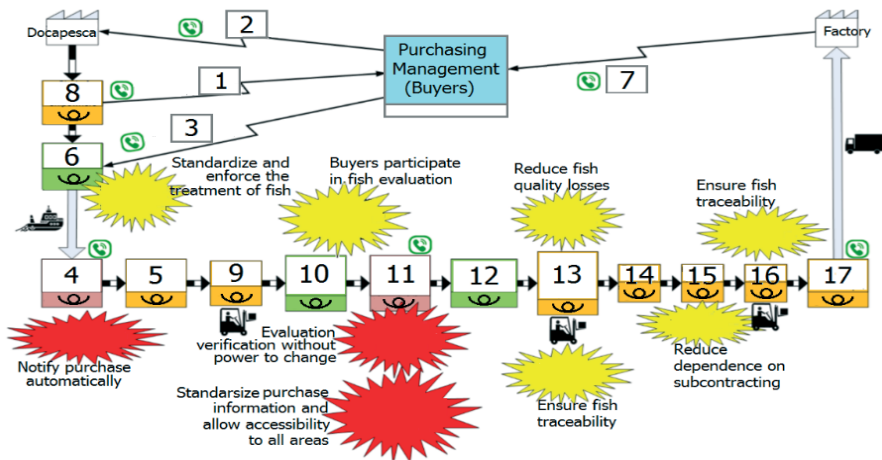 Docapesca
2
Purchasing
Management
(Buyers)
Factory
7
8
1
3
6
Standardize and
enforce the
treatment of fish
Buyers participate
in fish evaluation
Reduce fish
quality losses
Ensure fish
traceability
4
5
9
10
11
12
13
14
15
16
17
Notify purchase
automatically
Evaluation
verification without
power to change
Standarsize purchase
information and
allow accessibility
to all areas
Ensure fish
traceability
Reduce
dependence on
subcontracting